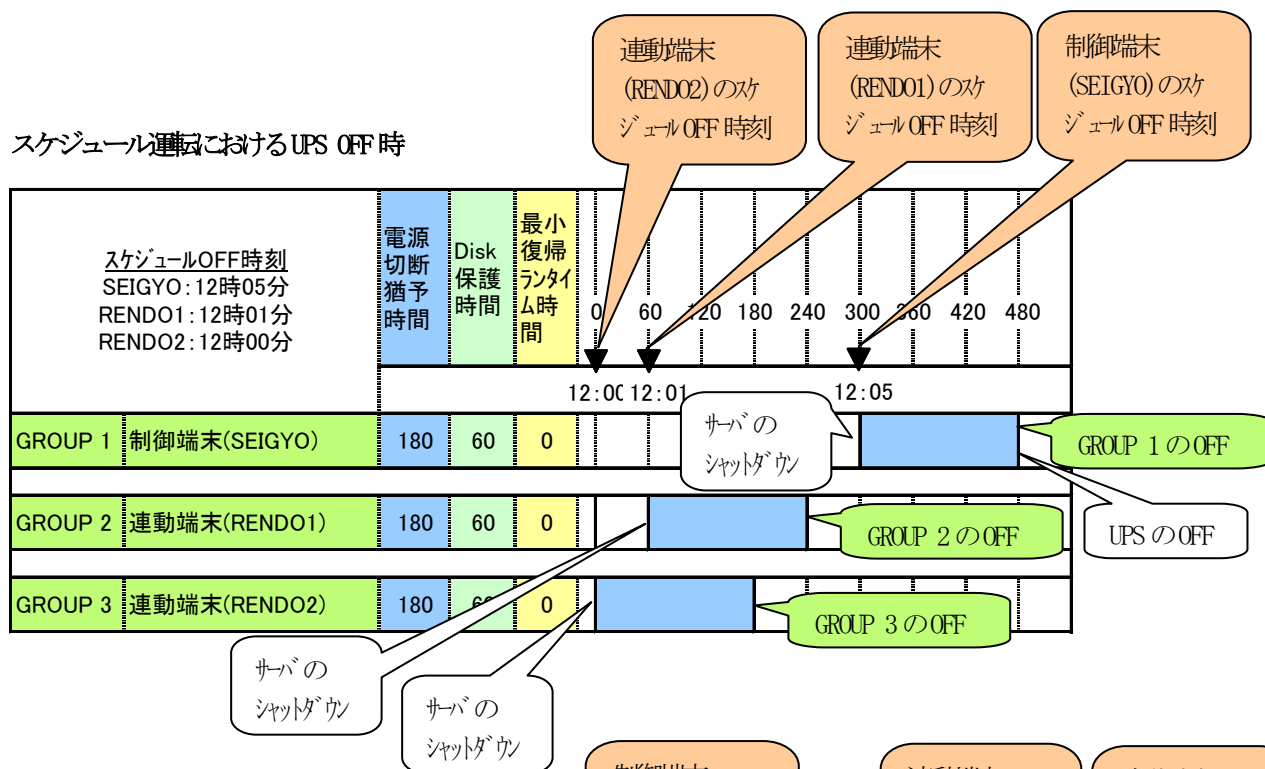 連動端末
(RENDO2)のスケ
ジュールOFF 時刻
連動端末
(RENDO1)のスケ
ジュールOFF 時刻
制御端末
(SEIGYO)のスケ
ジュールOFF 時刻
スケジュール運転におけるUPS OFF 時
スケジュールOFF時刻
SEIGYO:12時05分
RENDO1:12時01分
RENDO2:12時00分
電源
切断
猶予
時間
Disk
保護
時間
最小
復帰
ランタイ
ム時
間
0 60 120 180 240 300 360 420 480
12:00 12:01 12:05
GROUP 1 制御端末(SEIGYO) 180 60 0
サーバの
シャットダウン
GROUP 1 のOFF
GROUP 2 連動端末(RENDO1) 180 60 0
GROUP 2 のOFF
UPS のOFF
GROUP 3 連動端末(RENDO2) 180 60 0
GROUP 3 のOFF
サーバの
シャットダウン
サーバの
シャットダウン